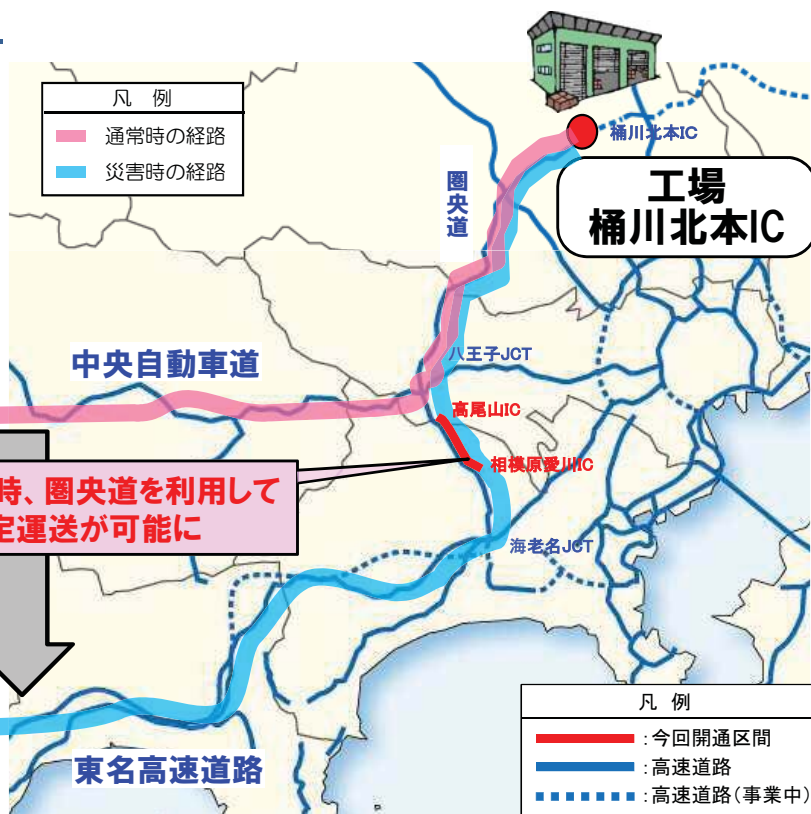 凡 例
通常時の経路
災害時の経路
桶川北本IC
工場
桶川北本IC
圏央道
八王子JCT
中央自動車道
高尾山IC
相模原愛川IC
時、圏央道を利用して
定運送が可能に
海老名JCT
東名高速道路
凡 例
:今回開通区間
:高速道路
:高速道路(事業中)